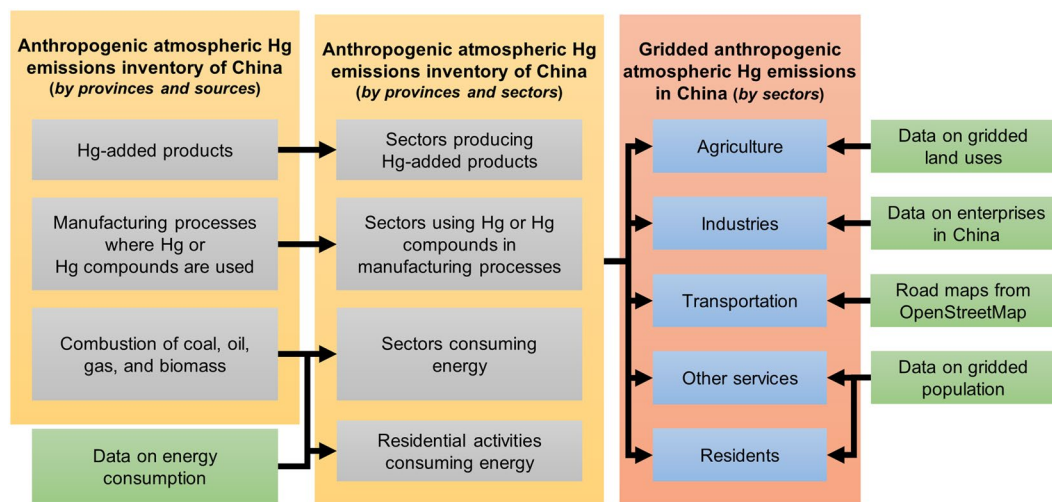 Anthropogenic atmospheric Hg
emissions inventory of China
(by provinces and sources)
Hg-added products
Manufacturing processes
where Hg or
Hg compounds are used
Combustion of coal, oil,
gas, and biomass
Data on energy
consumption
Anthropogenic atmospheric Hg
emissions inventory of China
(by provinces and sectors)
Sectors producing
Hg-added products
Sectors using Hg or Hg
compounds in
manufacturing processes
Sectors consuming
energy
Residential activities
consuming energy
Gridded anthropogenic
atmospheric Hg emissions
in China (by sectors)
Agriculture
Industries
Transportation
Other services
Residents
Data on gridded
land uses
Data on enterprises
in China
Road maps from
OpenStreetMap
Data on gridded
population